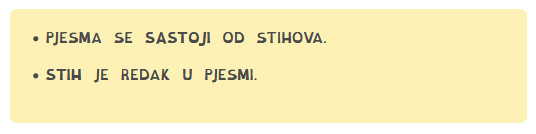 • PJESMA SE SASTOJI OD STIHOVA.
• STIH JE REDAK U PJESMI.